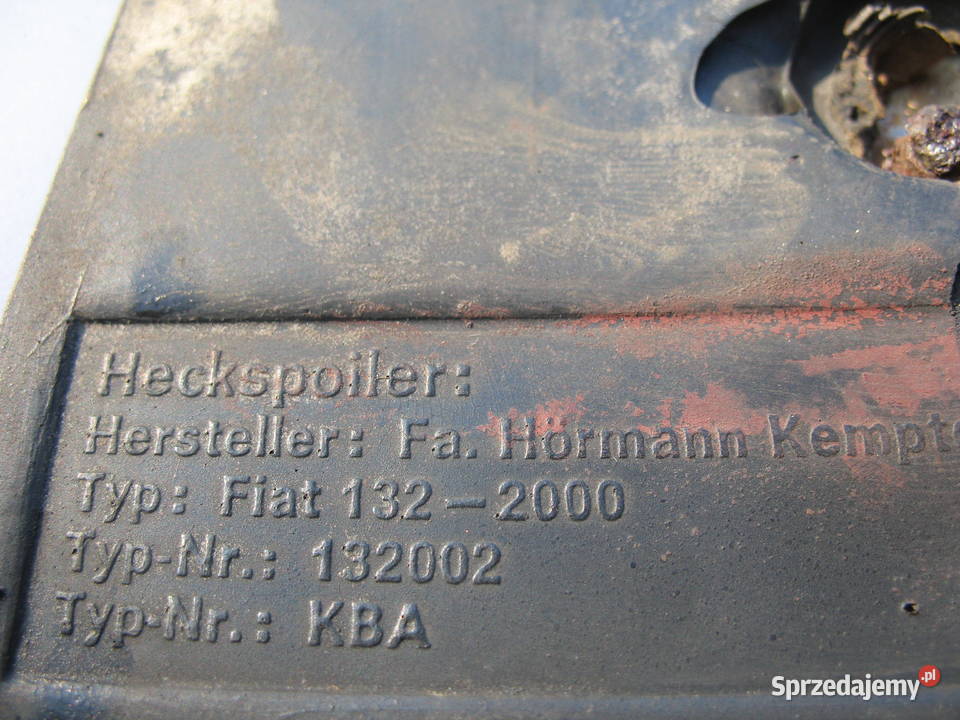 Heckspoiler:
Hersteller: Fa. Hörmann
Typ: Fiat 132-2000
Typ-Nr.: 132002
Typ-Nr.: KBA
Sprzedajemy.pl